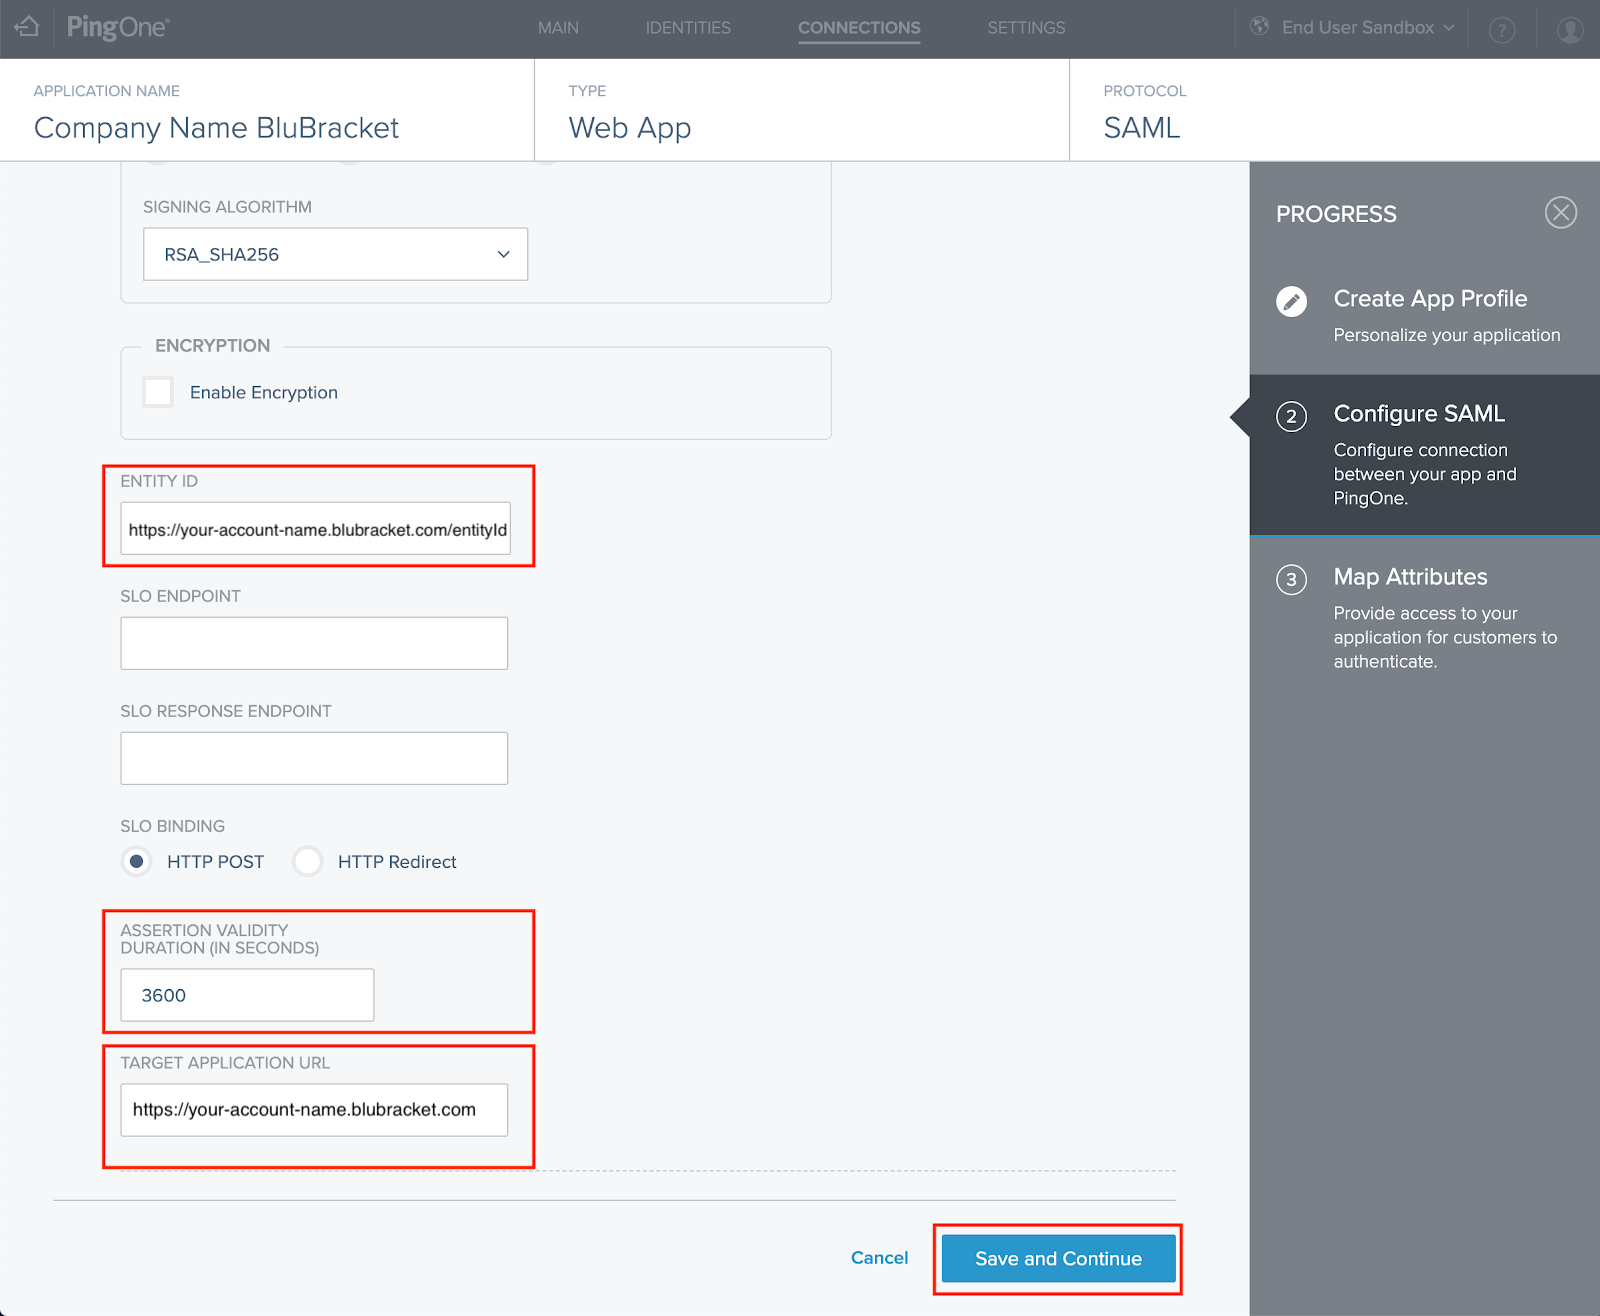 PingOne®
MAIN
IDENTITIES
CONNECTIONS
SETTINGS
End User Sandbox
?
APPLICATION NAME
Company Name BluBracket
TYPE
Web App
PROTOCOL
SAML
SIGNING ALGORITHM
RSA_SHA256
ENCRYPTION
Enable Encryption
ENTITY ID
https://your-account-name.blubracket.com/entityId
SLO ENDPOINT
SLO RESPONSE ENDPOINT
SLO BINDING
HTTP POST
HTTP Redirect
ASSERTION VALIDITY
DURATION (IN SECONDS)
3600
TARGET APPLICATION URL
https://your-account-name.blubracket.com
Cancel
Save and Continue
PROGRESS
Create App Profile
Personalize your application
2
Configure SAML
Configure connection
between your app and
PingOne.
3
Map Attributes
Provide access to your
application for customers to
authenticate.